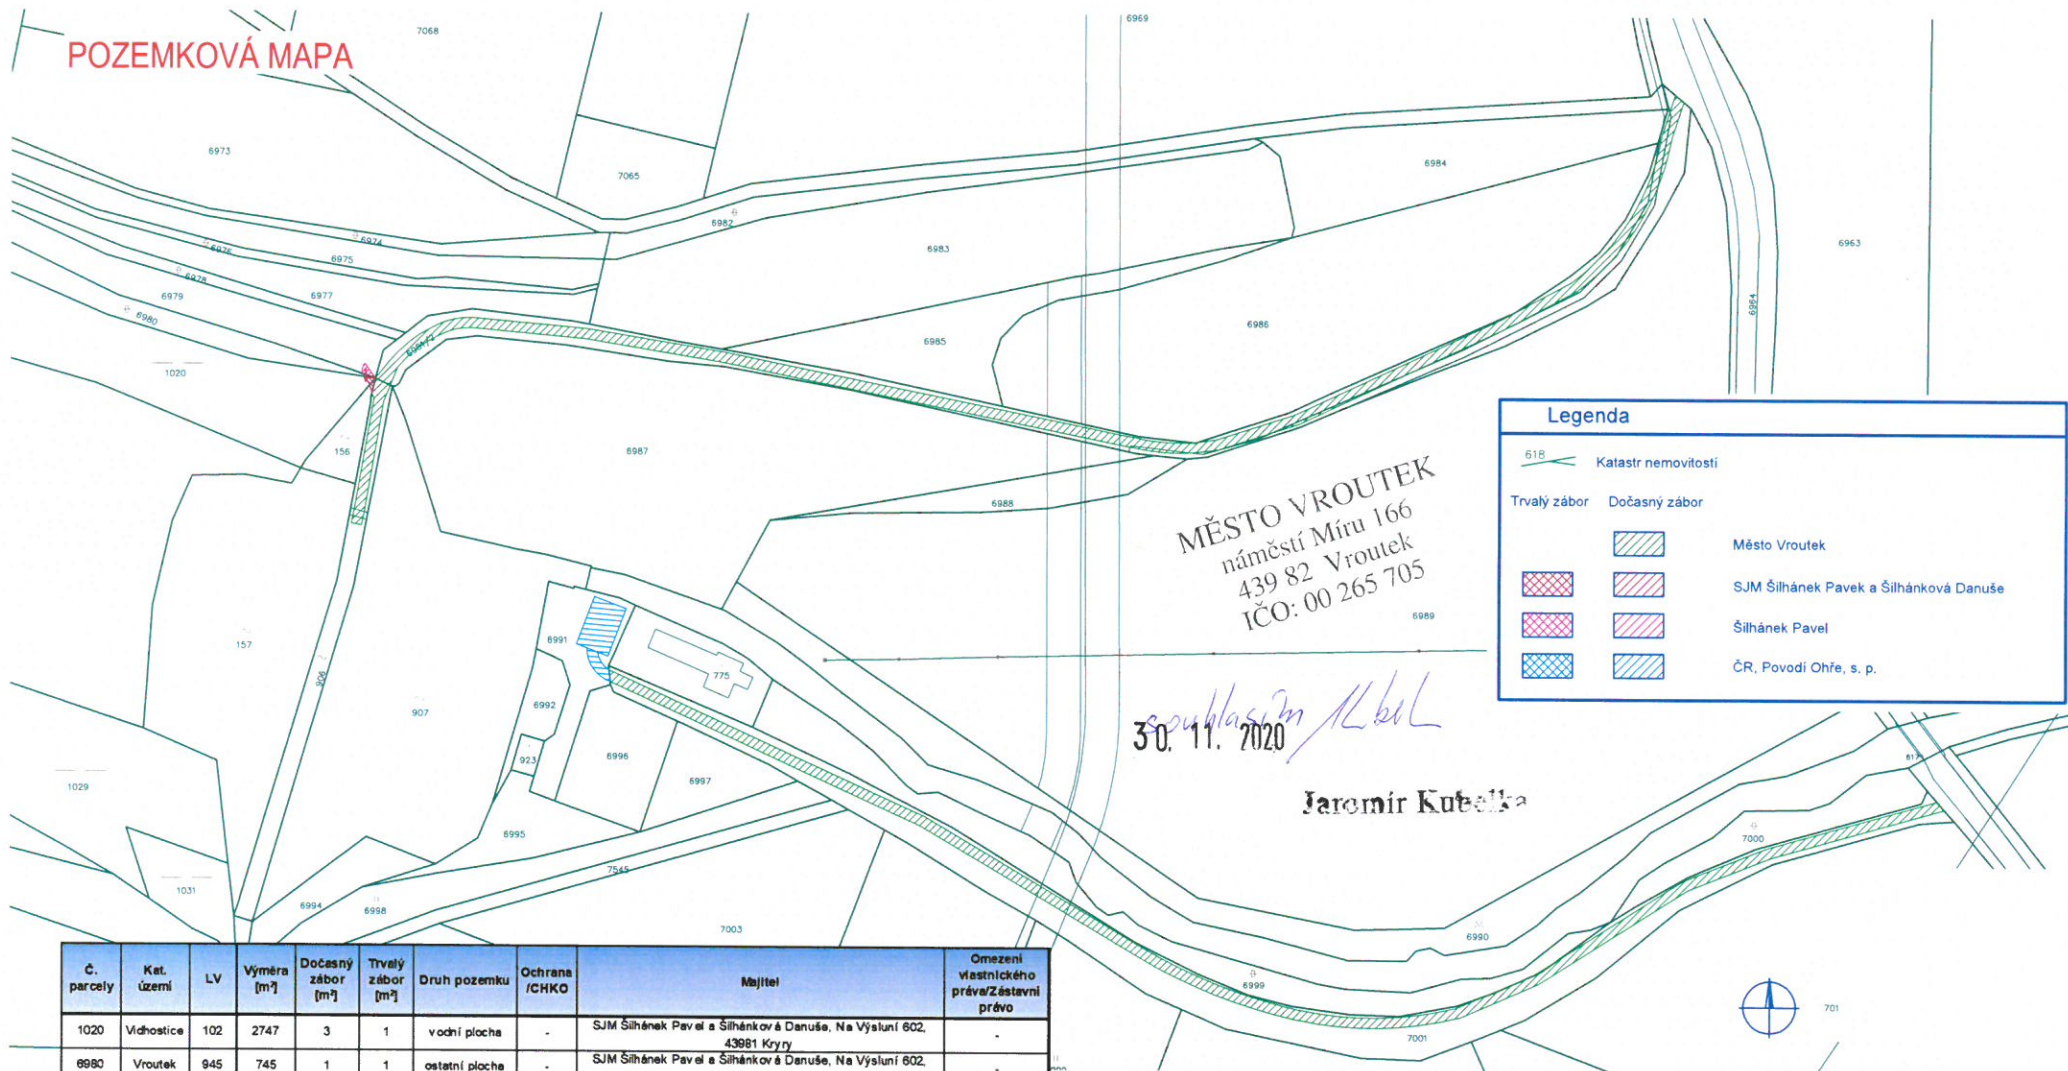 POZEMKOVÁ MAPA
7068
6969
6973
7065
6984
6982
6983
6963
6974
6976
6975
6978
6977
6979
6980
6964
6986
6985
6981/2
1020
156
6987
6988
Legenda
618 Katastr nemovitostí
Trvalý zábor Dočasný zábor
Město Vroutek
SJM Šilhánek Pavek a Šilhánková Danuše
Šilhánek Pavel
ČR, Povodí Ohře, s. p.
MĚSTO VROUTEK
náměstí Míru 166
439 82 Vroutek
IČO: 00 265 705
6989
157
6991
775
906
907
6992
souhlasím
30. 11. 2020
923
6996
6997
1029
Jaromír Kubelka
6995
7000
7545
1031
6994
6998
7003
6990
6999
7001
701
Č. parcely Kat. území LV Výměra [m²] Dočasný zábor [m²] Trvalý zábor [m²] Druh pozemku Ochrana /CHKO Majitel Omezení vlastnického práva/Zástavní právo
1020 Vidhostice 102 2747 3 1 vodní plocha - SJM Šilhánek Pavel a Šilhánková Danuše, Na Výsluní 602, 43981 Kryry -
6980 Vroutek 945 745 1 1 ostatní plocha - SJM Šilhánek Pavel a Šilhánková Danuše, Na Výsluní 602, -